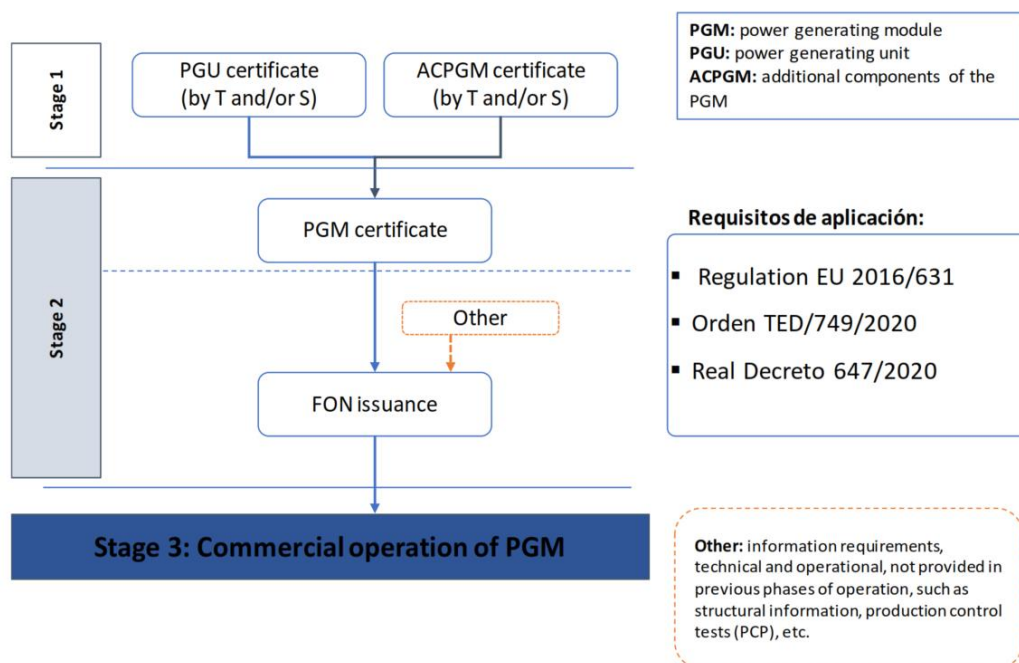 Stage 1
PGU certificate
(by T and/or S)
ACPGM certificate
(by T and/or S)
PGM: power generating module
PGU: power generating unit
ACPGM: additional components of the
PGM
Stage 2
PGM certificate
Other
FON issuance
Requisitos de aplicación:
▪ Regulation EU 2016/631
▪ Orden TED/749/2020
▪ Real Decreto 647/2020
Stage 3: Commercial operation of PGM
Other: information requirements,
technical and operational, not provided in
previous phases of operation, such as
structural information, production control
tests (PCP), etc.